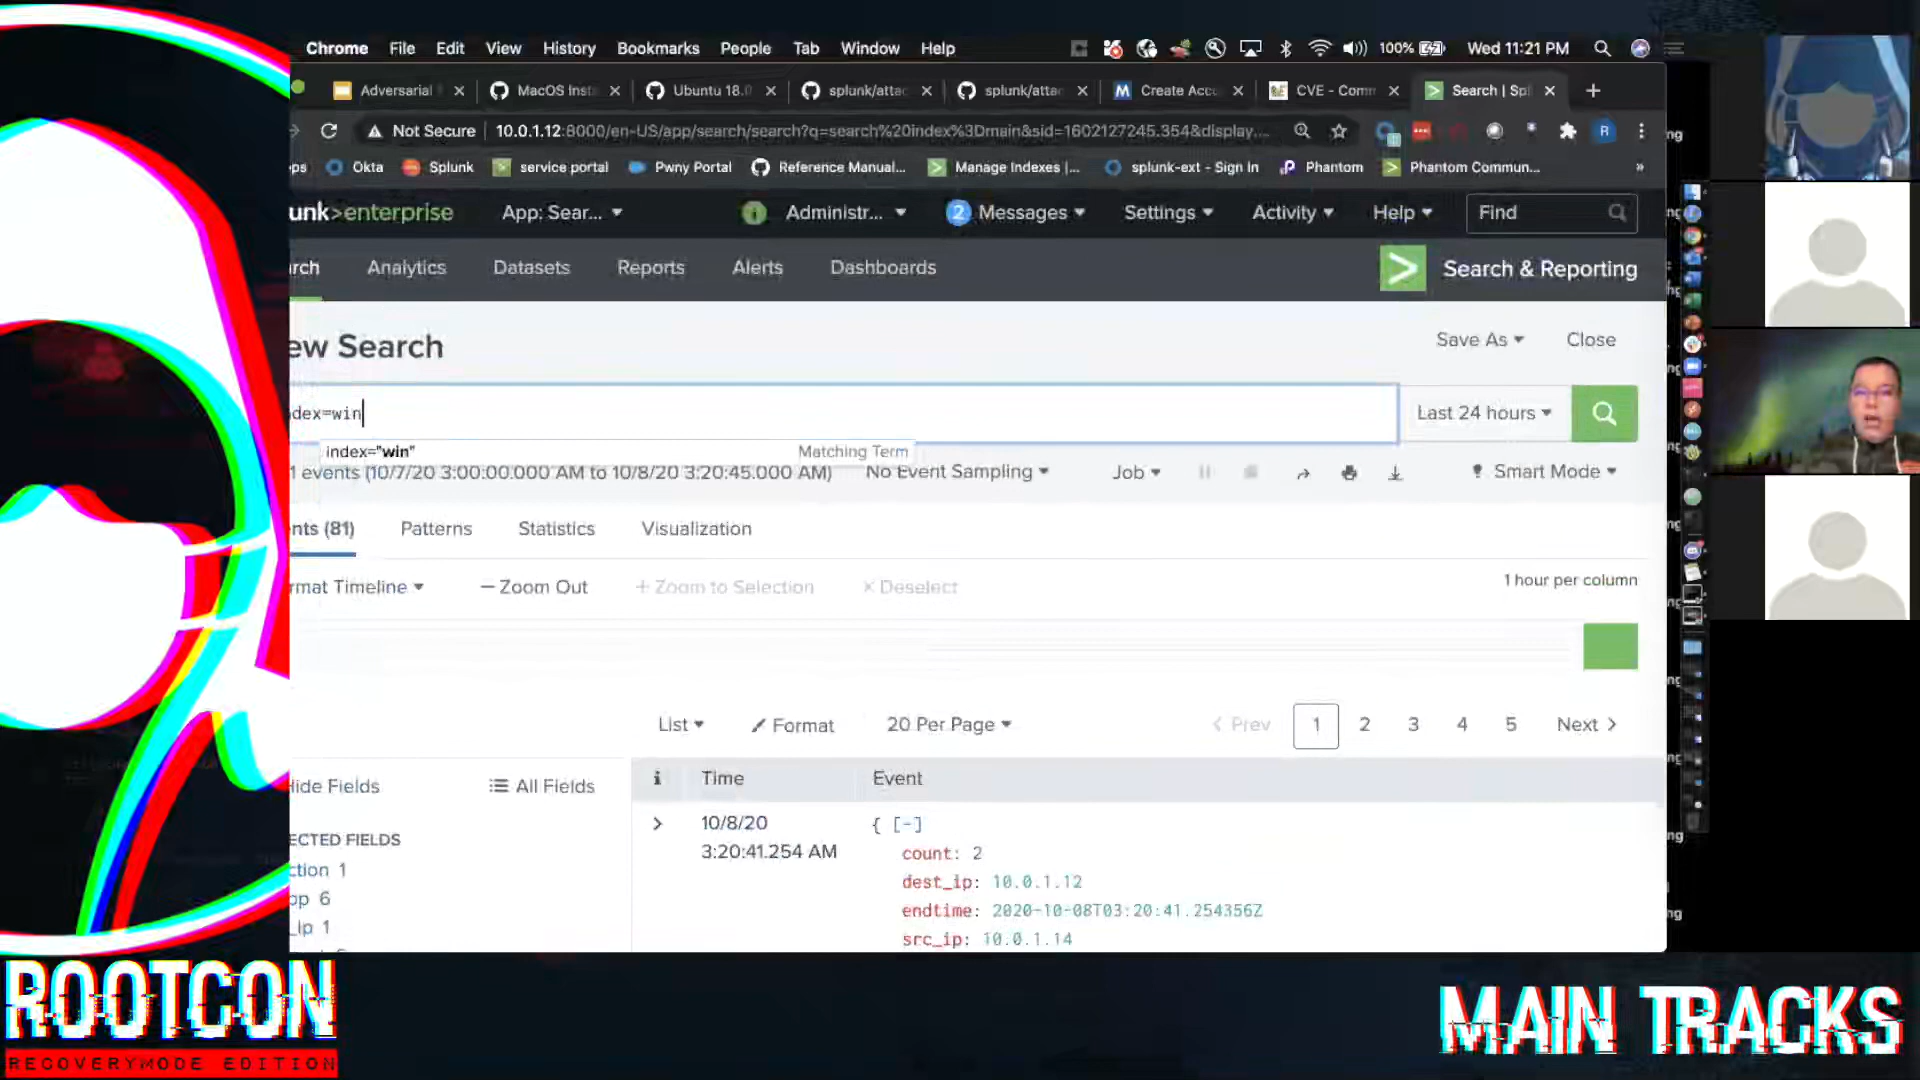 Chrome File Edit View History Bookmarks People Tab Window Help 100% Wed 11:21 PM
Adversarial MacOS Inst Ubuntu 18.0 splunk/attac splunk/attac Create Accu CVE - Comm Search | Spl
Not Secure 10.0.1.12:8000/en-US/app/search/search?q=search%20index%3Dmain&sid=1602127245.354&display...
ps Okta Splunk service portal Pwny Portal Reference Manual... Manage Indexes |... splunk-ext - Sign In Phantom Phantom Commun... »
unk>enterprise App: Sear... Administr... 2 Messages Settings Activity Help Find
rch Analytics Datasets Reports Alerts Dashboards Search & Reporting
ew Search Save As Close
dex=win Last 24 hours
index="win" Matching Term
1 events (10/7/20 3:00:00.000 AM to 10/8/20 3:20:45.000 AM) No Event Sampling Job Smart Mode
nts (81) Patterns Statistics Visualization
rmat Timeline — Zoom Out + Zoom to Selection × Deselect 1 hour per column
List Format 20 Per Page < Prev 1 2 3 4 5 Next >
Hide Fields All Fields i Time Event
ECTED FIELDS
ction 1
pp 6
_ip 1
> 10/8/20 3:20:41.254 AM
{ [-]
count: 2
dest_ip: 10.0.1.12
endtime: 2020-10-08T03:20:41.254356Z
src_ip: 10.0.1.14
ROOTCON
RECOVERYMODE EDITION
MAIN TRACKS